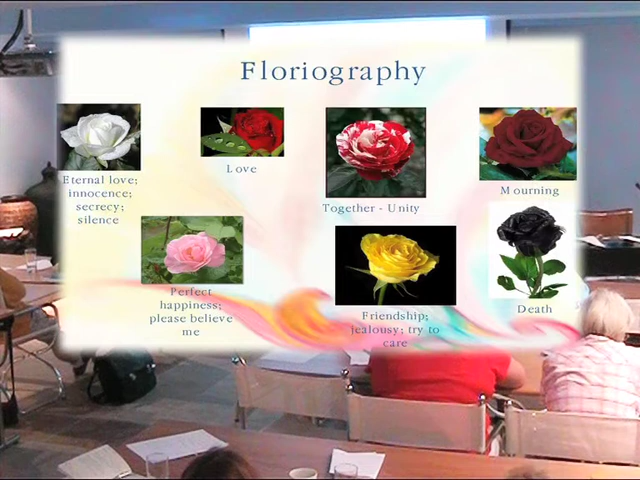 Floriography
Eternal love;
innocence;
secrecy;
silence
Love
Together - Unity
Mourning
Perfect
happiness;
please believe
me
Friendship;
jealousy; try to
care
Death